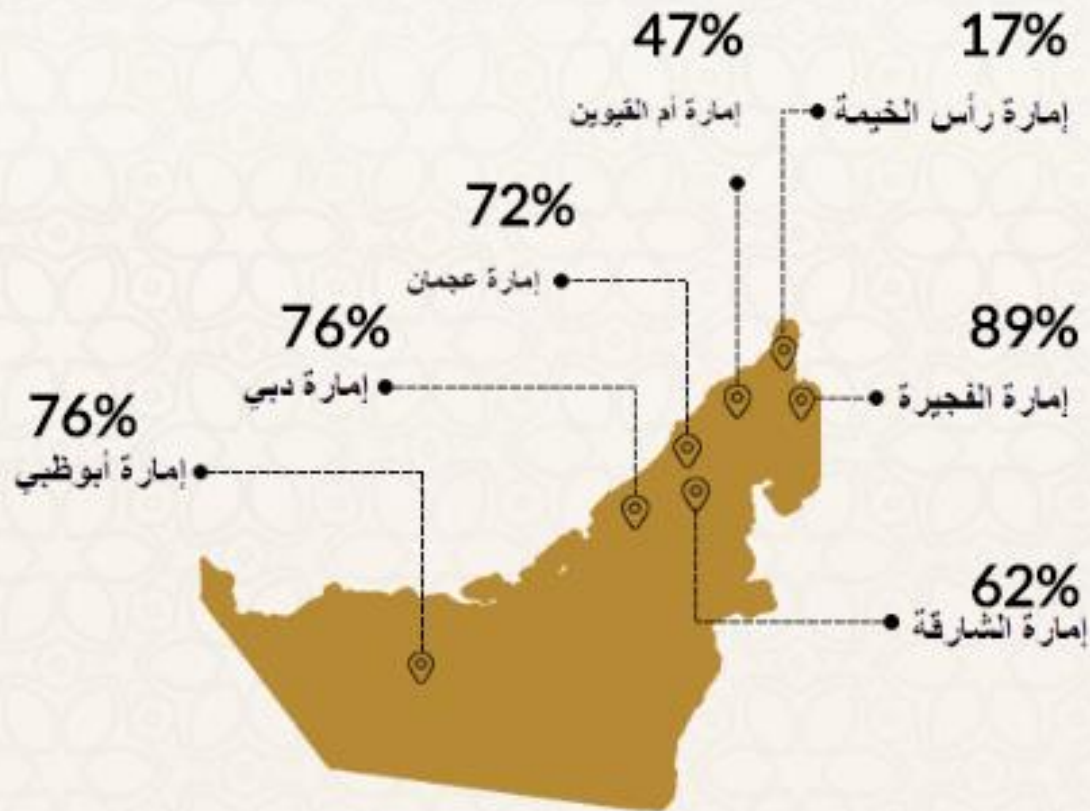 47%
إمارة أم القيوين
17%
إمارة رأس الخيمة
72%
إمارة عجمان
76%
إمارة دبي
89%
إمارة الفجيرة
76%
إمارة أبوظبي
62%
إمارة الشارقة